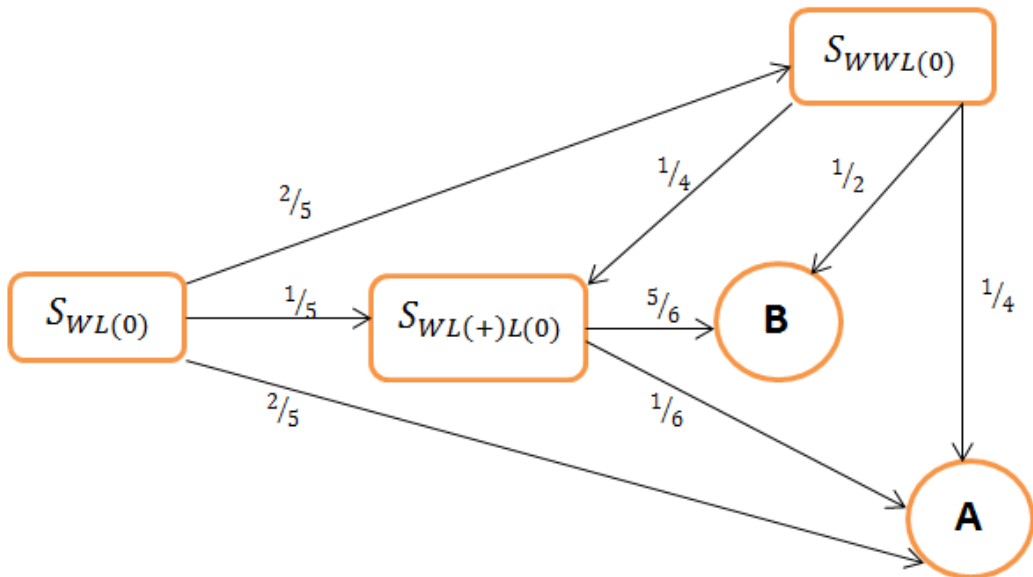 S_{WWL(0)}
2/5
1/4
1/2
S_{WL(0)}
1/5
S_{WL(+)L(0)}
5/6
B
1/4
2/5
1/6
A